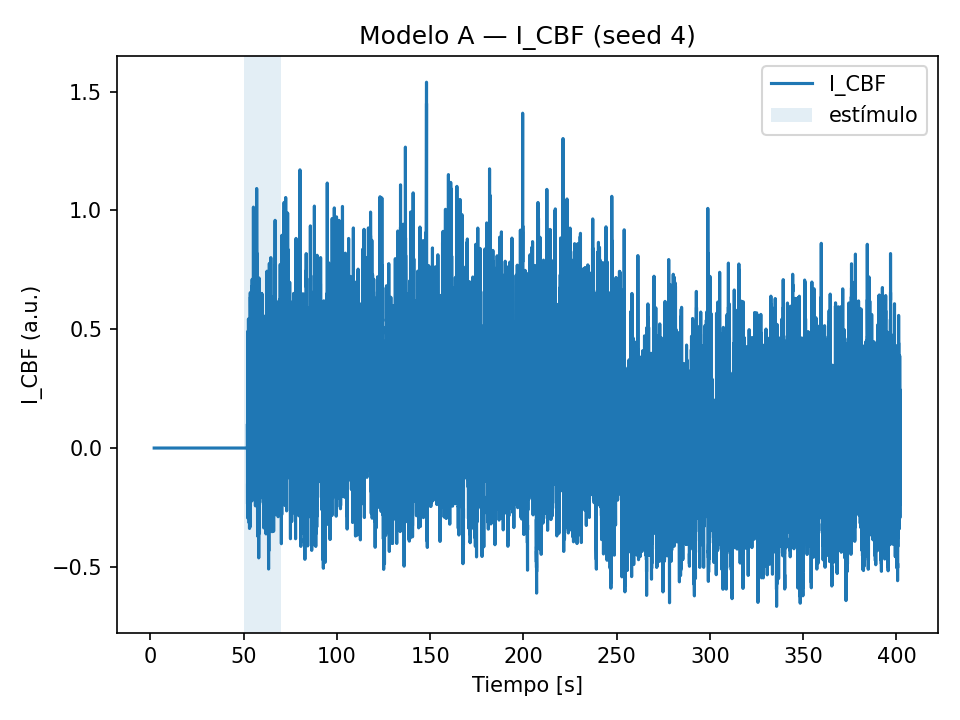 Modelo A — I_CBF (seed 4)
I_CBF
estímulo
1.5
1.0
0.5
0.0
−0.5
I_CBF (a.u.)
0 50 100 150 200 250 300 350 400
Tiempo [s]